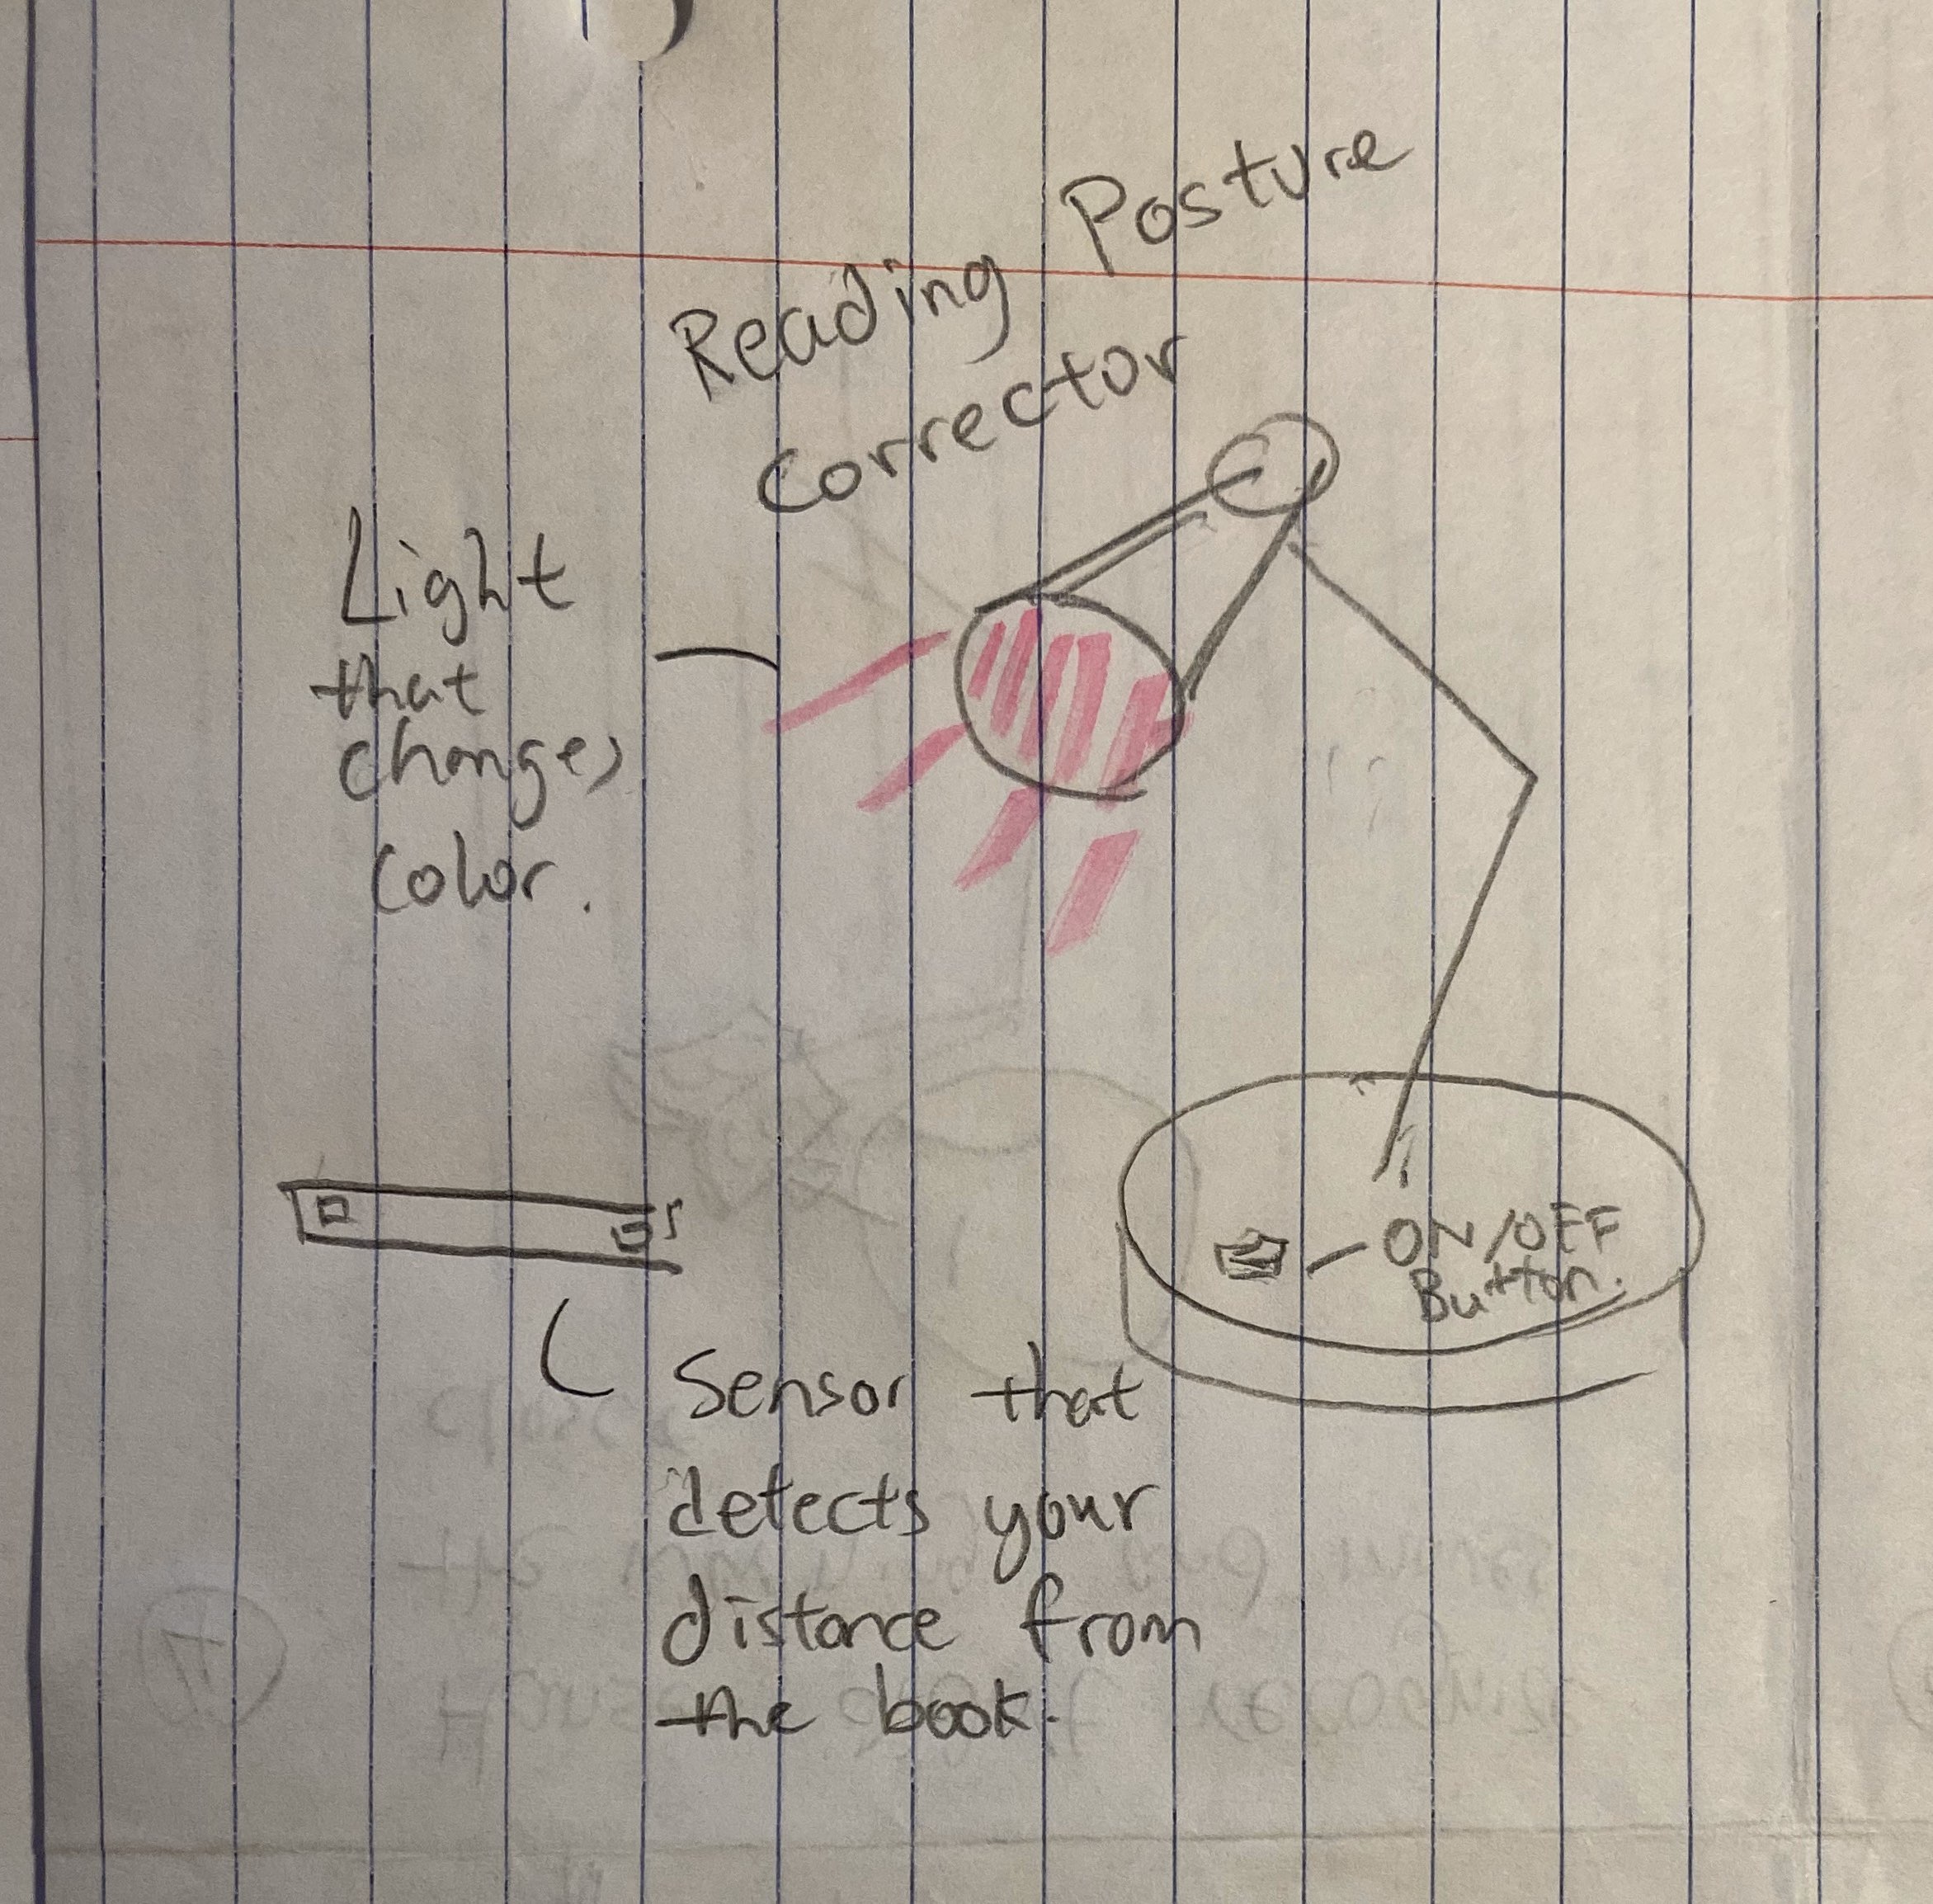 Reading Posture
Corrector
Light
that
changes
color.
ON/OFF
Button.
Sensor that
detects your
distance from
the book.